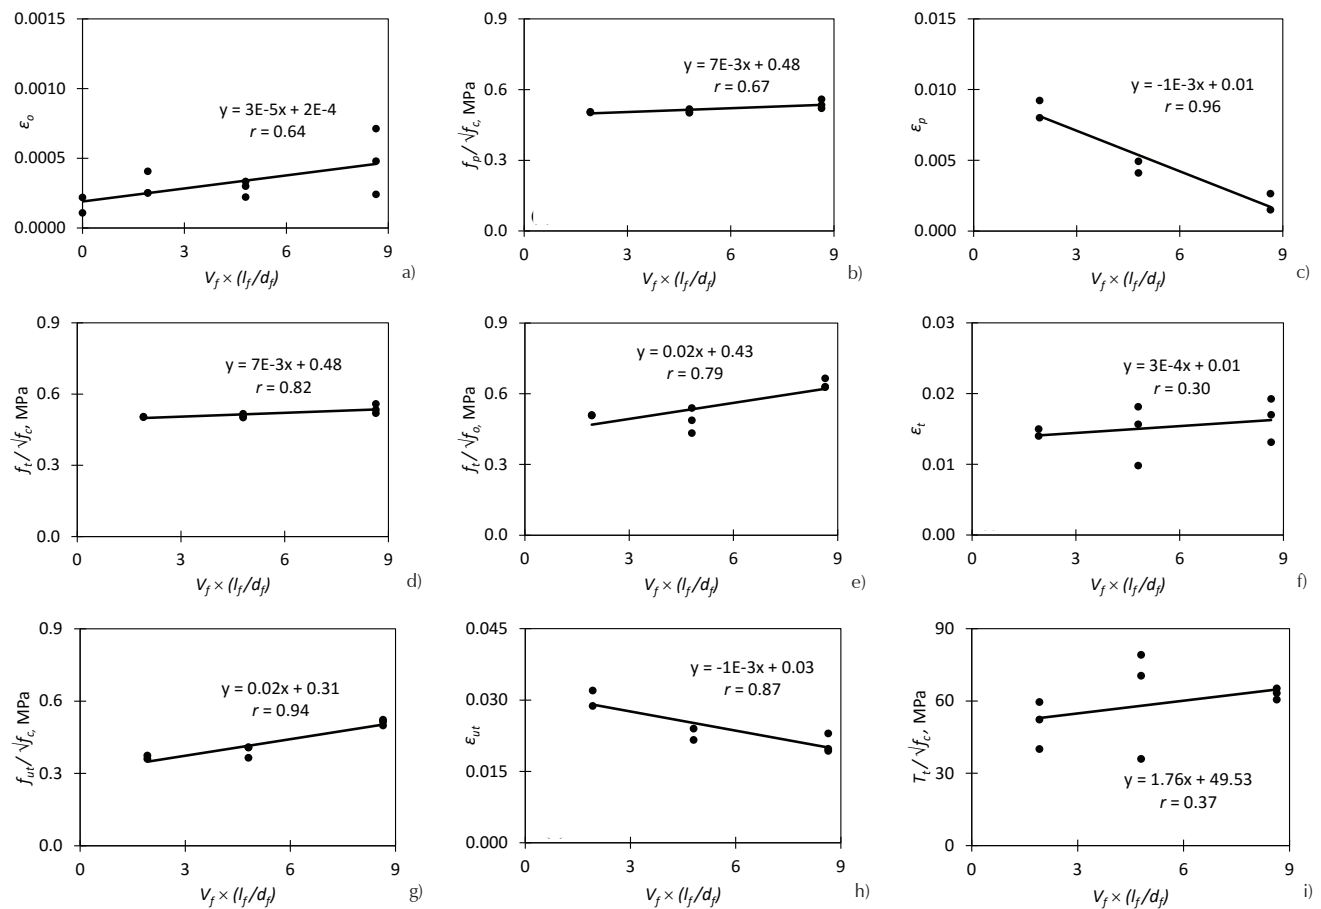 0.0015
0.0010
0.0005
0.0000
εₒ
y = 3E-5x + 2E-4
r = 0.64
0 3 6 9
V_f × (l_f/d_f)
a)
0.9
0.6
0.3
0.0
f_p/√f_c, MPa
y = 7E-3x + 0.48
r = 0.67
0 3 6 9
V_f × (l_f/d_f)
b)
0.015
0.010
0.005
0.000
ε_p
y = -1E-3x + 0.01
r = 0.96
0 3 6 9
V_f × (l_f/d_f)
c)
0.9
0.6
0.3
0.0
f_t/√f_c, MPa
y = 7E-3x + 0.48
r = 0.82
0 3 6 9
V_f × (l_f/d_f)
d)
0.9
0.6
0.3
0.0
f_t/√f_o, MPa
y = 0.02x + 0.43
r = 0.79
0 3 6 9
V_f × (l_f/d_f)
e)
0.03
0.02
0.01
0.00
ε_t
y = 3E-4x + 0.01
r = 0.30
0 3 6 9
V_f × (l_f/d_f)
f)
0.9
0.6
0.3
0.0
f_ut/√f_c, MPa
y = 0.02x + 0.31
r = 0.94
0 3 6 9
V_f × (l_f/d_f)
g)
0.045
0.030
0.015
0.000
ε_ut
y = -1E-3x + 0.03
r = 0.87
0 3 6 9
V_f × (l_f/d_f)
h)
90
60
30
0
T_t/√f_c, MPa
y = 1.76x + 49.53
r = 0.37
0 3 6 9
V_f × (l_f/d_f)
i)